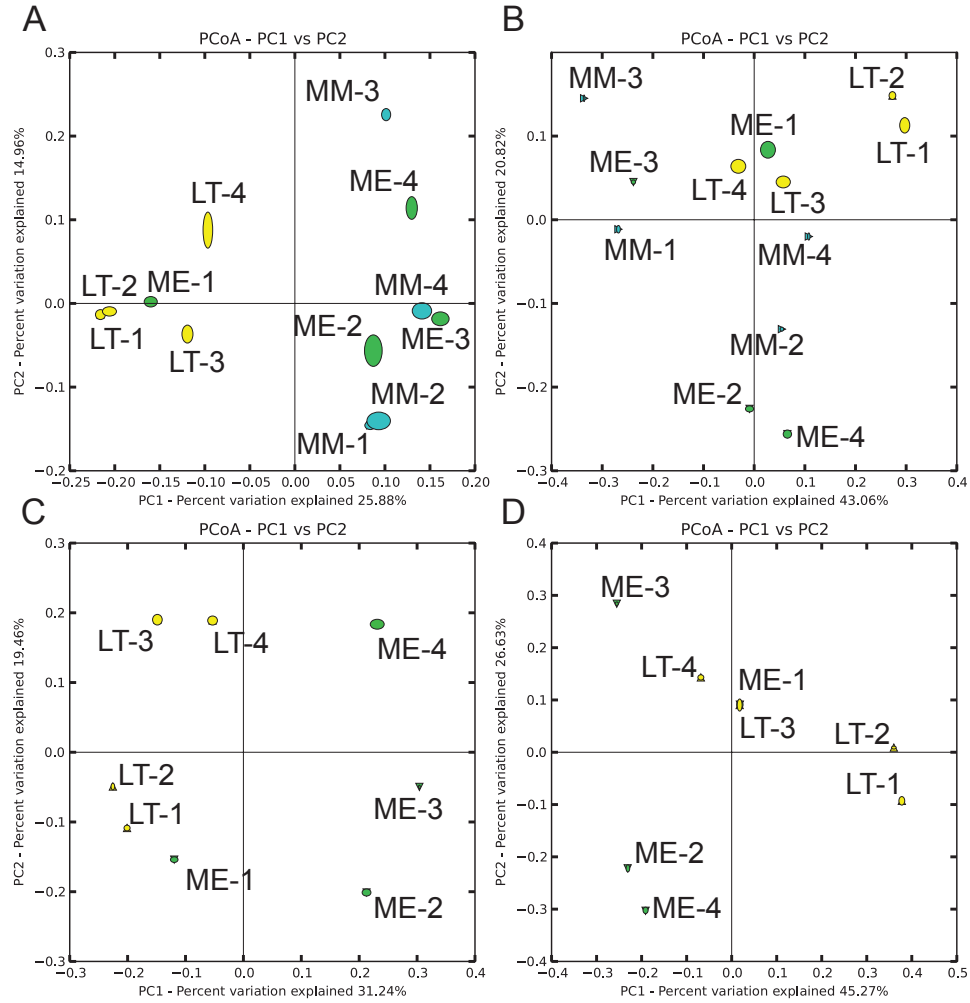 A
PCoA - PC1 vs PC2
0.3
0.2
0.1
0.0
−0.1
−0.2
PC2 - Percent variation explained 14.96%
MM-3
ME-4
LT-4
LT-2
ME-1
MM-4
LT-1
ME-2
ME-3
LT-3
MM-2
MM-1
−0.25 −0.20 −0.15 −0.10 −0.05 0.00 0.05 0.10 0.15 0.20
PC1 - Percent variation explained 25.88%
B
PCoA - PC1 vs PC2
0.2
0.1
0.0
−0.1
−0.2
−0.3
PC2 - Percent variation explained 20.82%
MM-3
LT-2
ME-1
LT-1
ME-3
LT-4
LT-3
MM-1
MM-4
MM-2
ME-2
ME-4
−0.4 −0.3 −0.2 −0.1 0.0 0.1 0.2 0.3 0.4
PC1 - Percent variation explained 43.06%
C
PCoA - PC1 vs PC2
0.3
0.2
0.1
0.0
−0.1
−0.2
−0.3
PC2 - Percent variation explained 19.46%
LT-3
LT-4
ME-4
LT-2
LT-1
ME-3
ME-1
ME-2
−0.3 −0.2 −0.1 0.0 0.1 0.2 0.3 0.4
PC1 - Percent variation explained 31.24%
D
PCoA - PC1 vs PC2
0.4
0.3
0.2
0.1
0.0
−0.1
−0.2
−0.3
−0.4
PC2 - Percent variation explained 26.63%
ME-3
LT-4
ME-1
LT-3
LT-2
LT-1
ME-2
ME-4
−0.4 −0.3 −0.2 −0.1 0.0 0.1 0.2 0.3 0.4 0.5
PC1 - Percent variation explained 45.27%